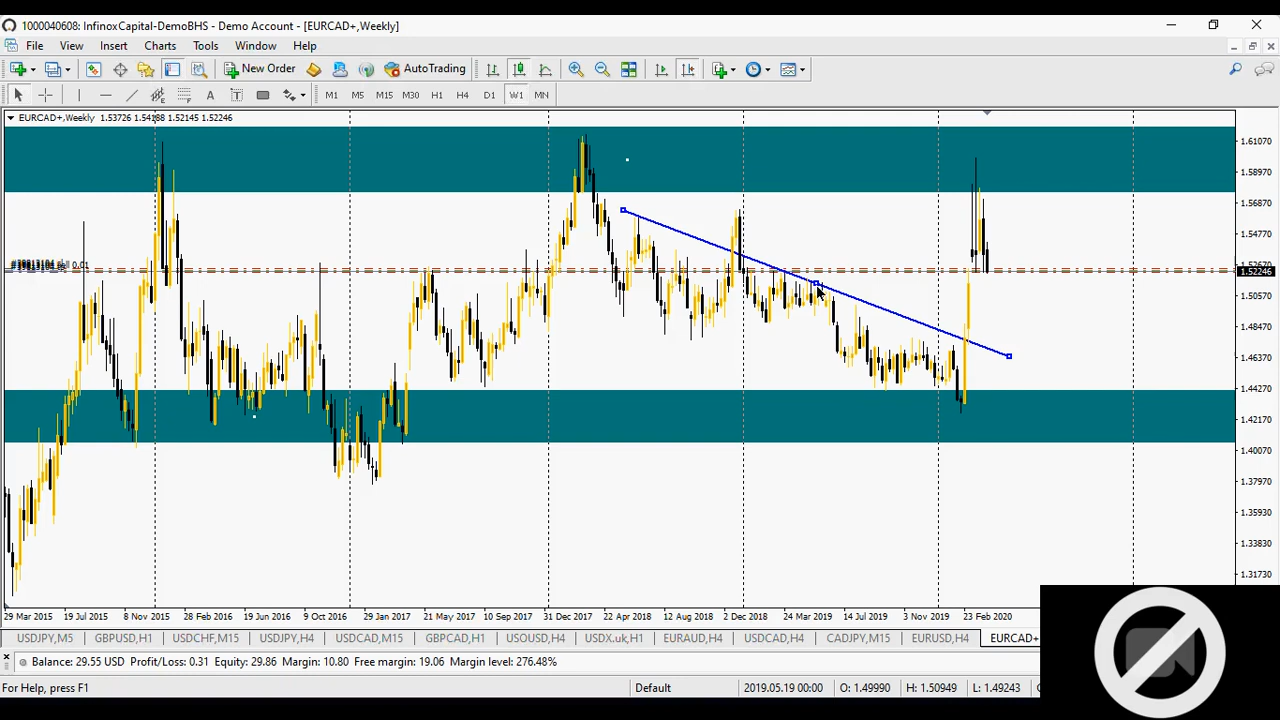 1000040608: InfinoxCapital-DemoBHS - Demo Account - [EURCAD+,Weekly]
File View Insert Charts Tools Window Help
New Order AutoTrading
A T M1 M5 M15 M30 H1 H4 D1 W1 MN
EURCAD+,Weekly 1.53726 1.54188 1.52145 1.52246
1.61070
1.58970
1.56870
1.54770
1.52670
1.52246
1.50570
1.48470
1.46370
1.44270
1.42170
1.40070
1.37970
1.35930
1.33830
1.31730
29 Mar 2015 19 Jul 2015 8 Nov 2015 28 Feb 2016 19 Jun 2016 9 Oct 2016 29 Jan 2017 21 May 2017 10 Sep 2017 31 Dec 2017 22 Apr 2018 12 Aug 2018 2 Dec 2018 24 Mar 2019 14 Jul 2019 3 Nov 2019 23 Feb 2020
USDJPY,M5 GBPUSD,H1 USDCHF,M15 USDJPY,H4 USDCAD,M15 GBPCAD,H1 USOUSD,H4 USDX.uk,H1 EURAUD,H4 USDCAD,H4 CADJPY,M15 EURUSD,H4 EURCAD+
Balance: 29.55 USD Profit/Loss: 0.31 Equity: 29.86 Margin: 10.80 Free margin: 19.06 Margin level: 276.48%
For Help, press F1 Default 2019.05.19 00:00 O: 1.49990 H: 1.50949 L: 1.49243